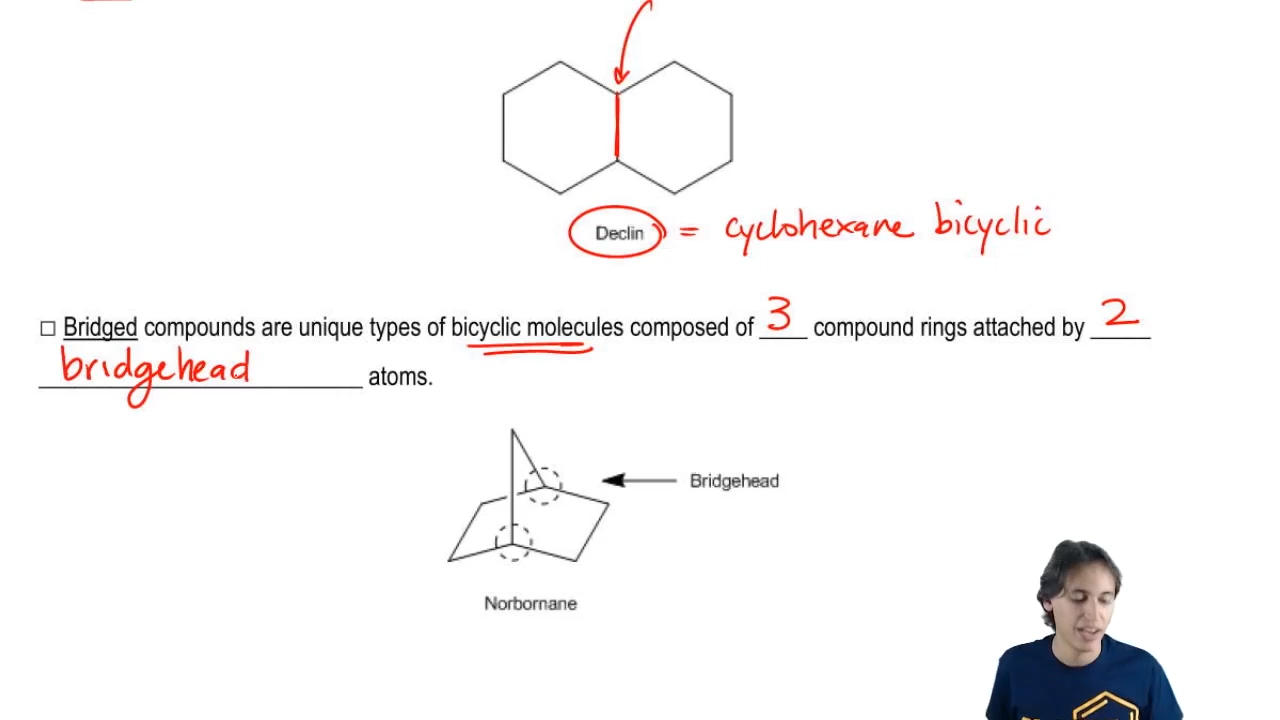 Declin = cyclohexane bicyclic
□ Bridged compounds are unique types of bicyclic molecules composed of 3 compound rings attached by 2
bridgehead atoms.
Bridgehead
Norbornane